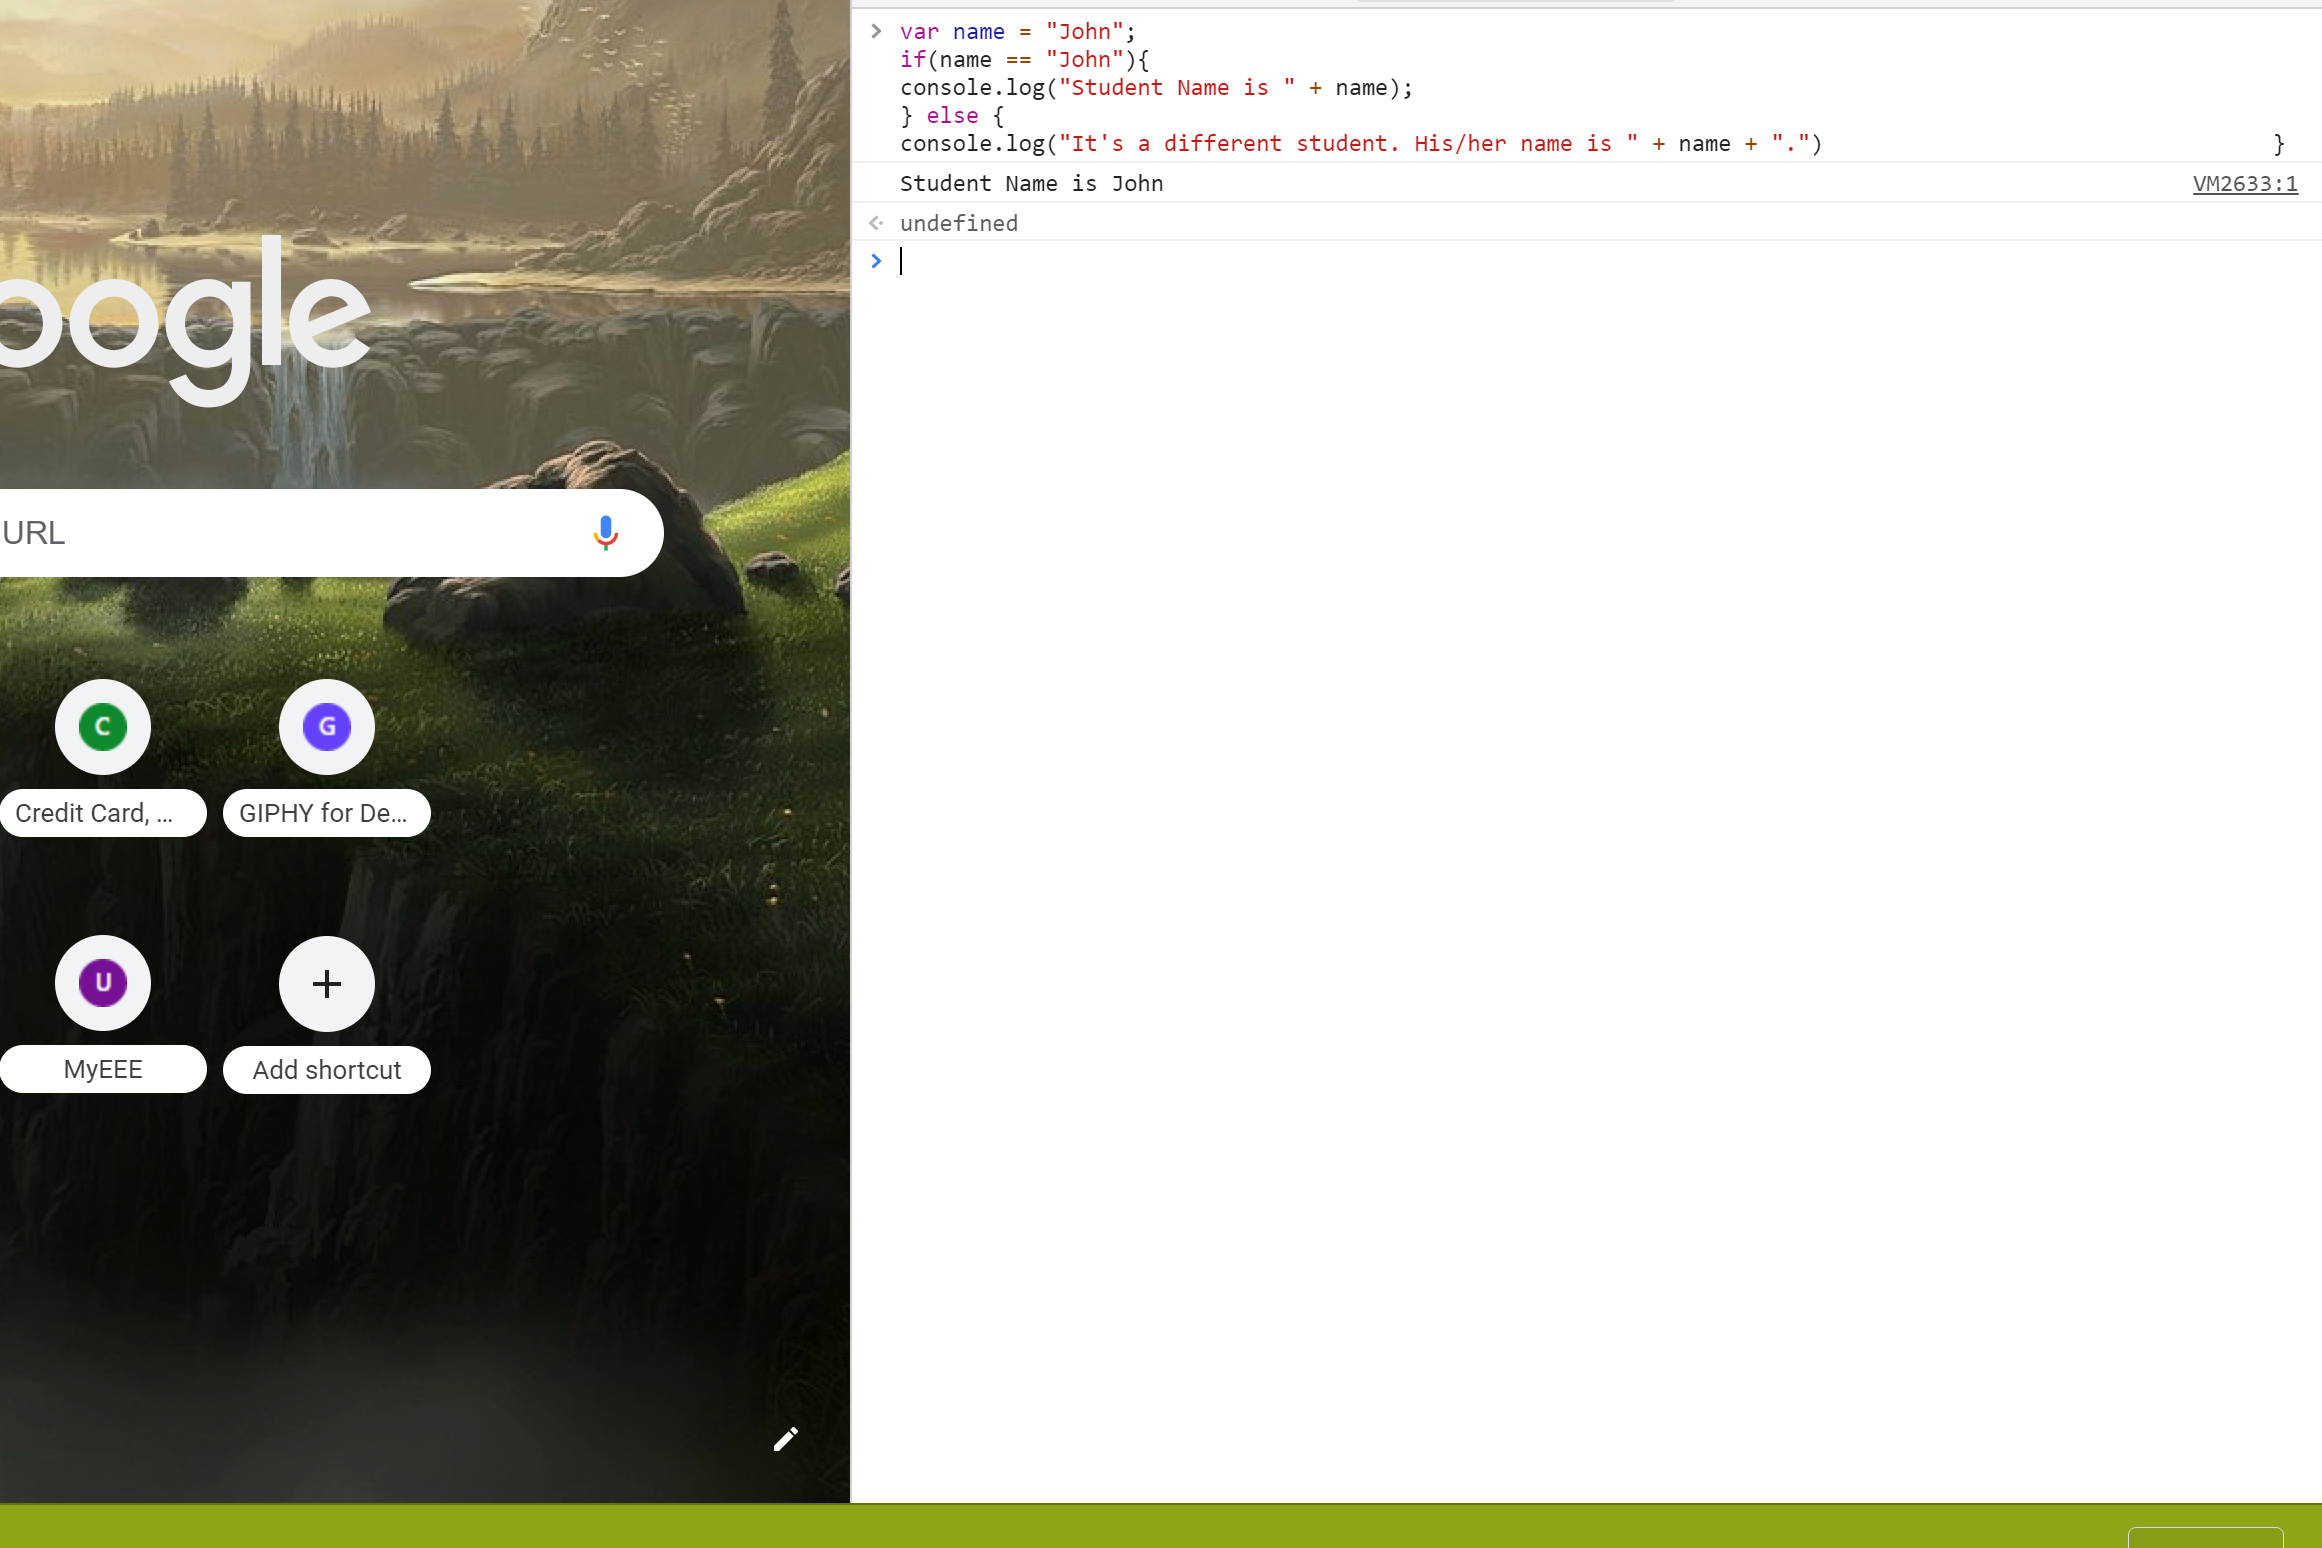 oogle
URL
C
G
Credit Card, ...
GIPHY for De...
U
MyEEE
Add shortcut
var name = "John";
if(name == "John"){
console.log("Student Name is " + name);
} else {
console.log("It's a different student. His/her name is " + name + ".") }
Student Name is John VM2633:1
undefined